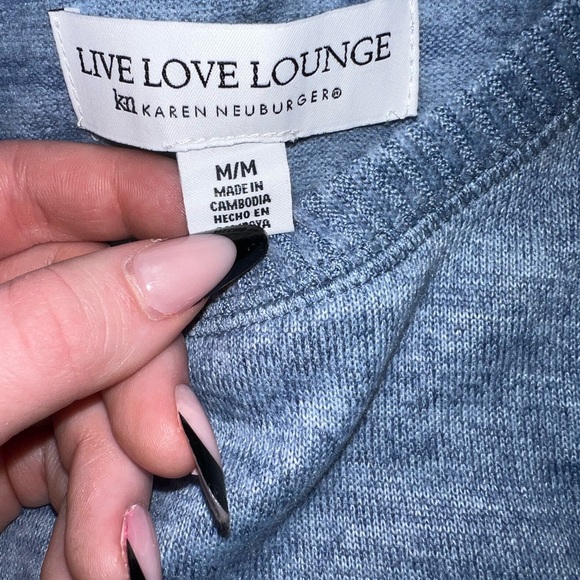 LIVE LOVE LOUNGE
kn KAREN NEUBURGER®
M/M
MADE IN
CAMBODIA
HECHO EN